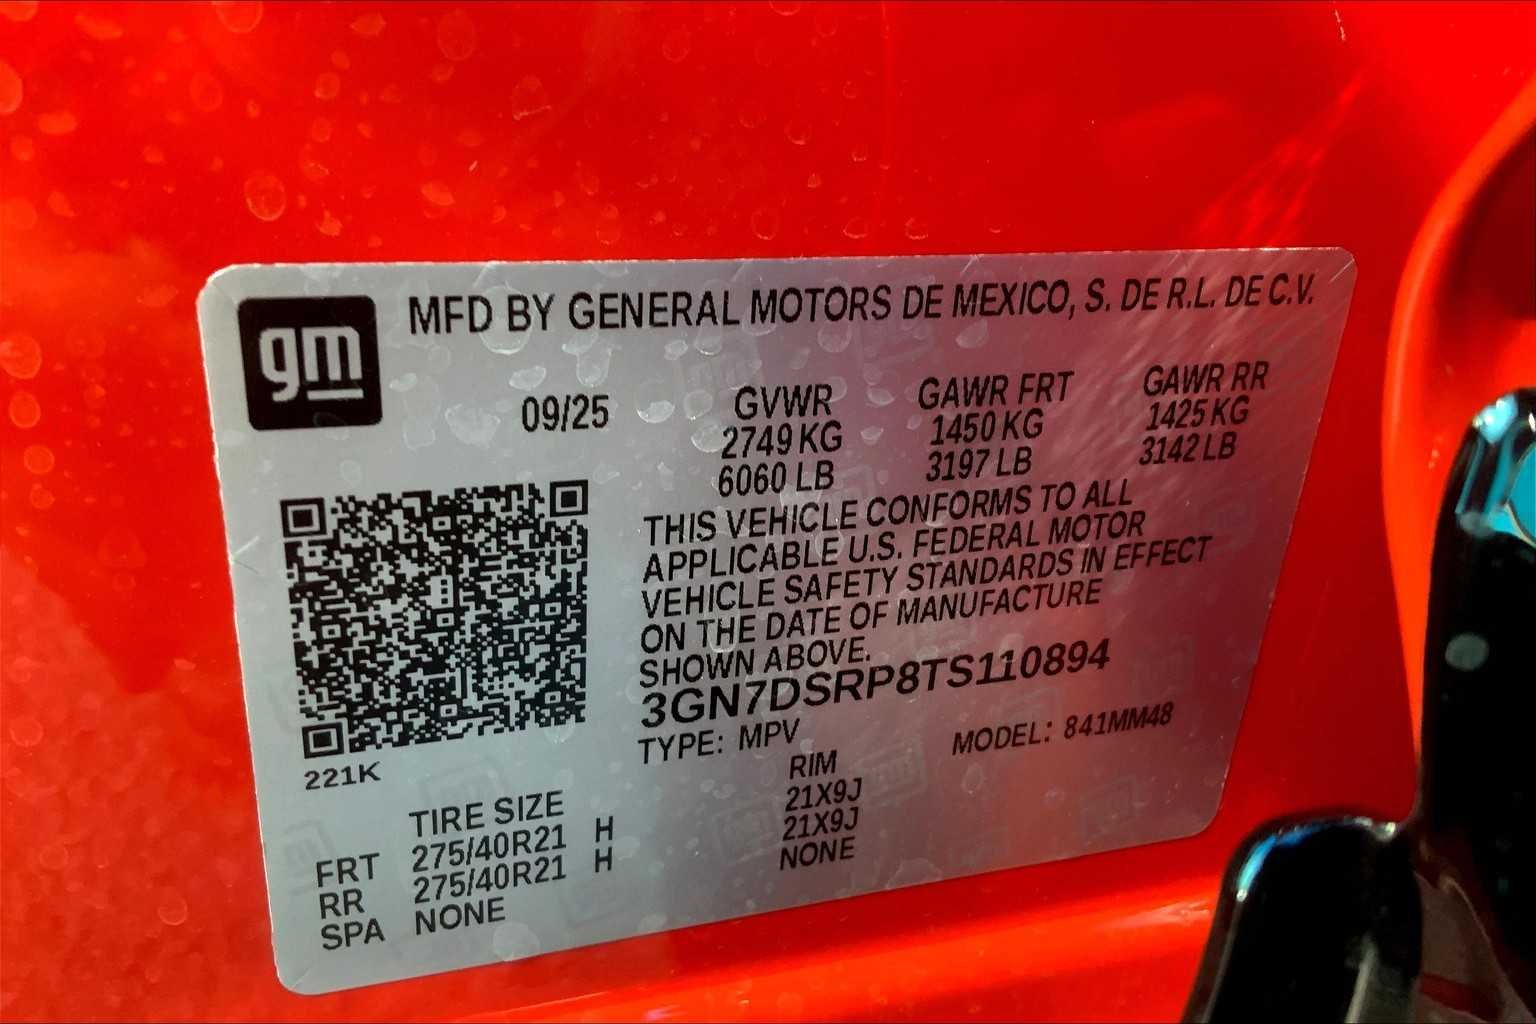 gm
MFD BY GENERAL MOTORS DE MEXICO, S. DE R.L. DE C.V.
09/25 GVWR GAWR FRT GAWR RR
2749 KG 1450 KG 1425 KG
6060 LB 3197 LB 3142 LB
THIS VEHICLE CONFORMS TO ALL
APPLICABLE U.S. FEDERAL MOTOR
VEHICLE SAFETY STANDARDS IN EFFECT
ON THE DATE OF MANUFACTURE
SHOWN ABOVE.
3GN7DSRP8TS110894
TYPE: MPV MODEL: 841MM48
221K
TIRE SIZE RIM
FRT 275/40R21 H 21X9J
RR 275/40R21 H 21X9J
SPA NONE NONE